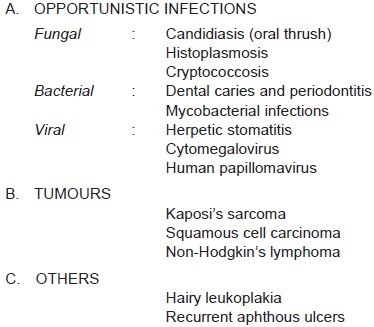 A. OPPORTUNISTIC INFECTIONS
Fungal : Candidiasis (oral thrush)
Histoplasmosis
Cryptococcosis
Bacterial : Dental caries and periodontitis
Mycobacterial infections
Viral : Herpetic stomatitis
Cytomegalovirus
Human papillomavirus
B. TUMOURS
Kaposi's sarcoma
Squamous cell carcinoma
Non-Hodgkin's lymphoma
C. OTHERS
Hairy leukoplakia
Recurrent aphthous ulcers